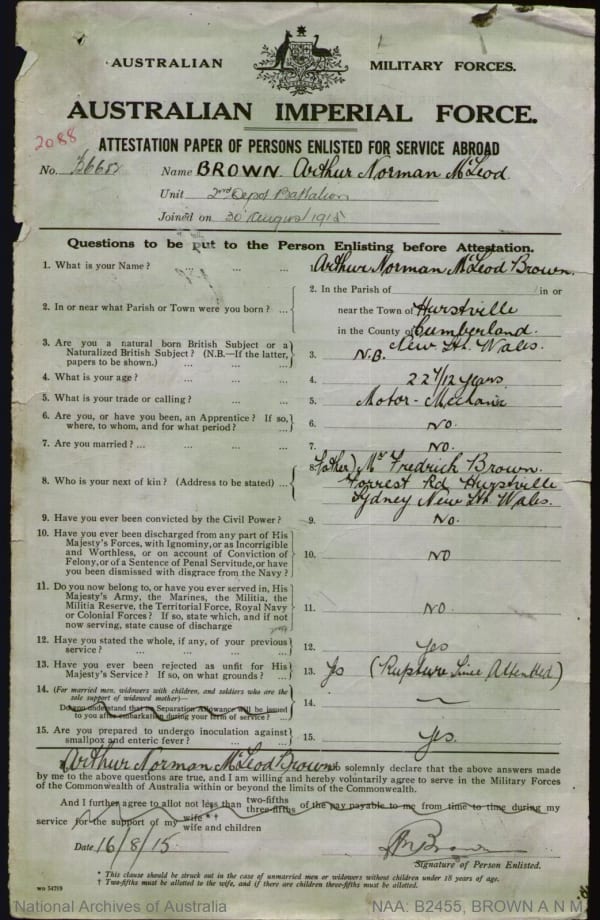 AUSTRALIAN MILITARY FORCES.
AUSTRALIAN IMPERIAL FORCE.
2088
ATTESTATION PAPER OF PERSONS ENLISTED FOR SERVICE ABROAD
No. Name BROWN. Arthur Norman McLeod
Unit 2nd Depot Battalion
Joined on 30 August 1915
Questions to be put to the Person Enlisting before Attestation.
1. What is your Name? ... ... Arthur Norman McLeod Brown.
2. In or near what Parish or Town were you born? ...
2. In the Parish of in or
near the Town of Hurstville
in the County of Cumberland.
New Sth. Wales.
3. Are you a natural born British Subject or a
Naturalized British Subject? (N.B.—If the latter,
papers to be shown.) ... ...
3. N.B.
4. What is your age? ... ... ... 4. 22 4/12 years
5. What is your trade or calling? ... ... 5. Motor-Mechanic
6. Are you, or have you been, an Apprentice? If so,
where, to whom, and for what period? ...
6. No.
7. Are you married? ... ... ... ... 7. No.
8. Who is your next of kin? (Address to be stated) ...
8. (father) Mr Fredrich Brown.
Forrest Rd Hurstville
Sydney New Sth. Wales.
9. Have you ever been convicted by the Civil Power? 9. No.
10. Have you ever been discharged from any part of His
Majesty's Forces, with Ignominy, or as Incorrigible
and Worthless, or on account of Conviction of
Felony, or of a Sentence of Penal Servitude, or have
you been Dismissed with disgrace from the Navy?
10. NO
11. Do you now belong to, or have you ever served in, His
Majesty's Army, the Marines, the Militia, the
Militia Reserve, the Territorial Force, Royal Navy
or Colonial Forces? If so, state which, and if not
now serving, state cause of discharge
11. NO.
12. Have you stated the whole, if any, of your previous
service? ... ... ... ...
12. Yes
13. Have you ever been rejected as unfit for His
Majesty's Service? If so, on what grounds? ...
13. Yes (Rupture Since Attended)
14. (For married men, widowers with children, and soldiers who are the
sole support of widowed mother)—
Do you understand that no Separation Allowance will be issued
to you after embarkation during your term of service? ...
14. —
15. Are you prepared to undergo inoculation against
smallpox and enteric fever? ... ...
15. Yes.
I, Arthur Norman McLeod Brown do solemnly declare that the above answers made
by me to the above questions are true, and I am willing and hereby voluntarily agree to serve in the Military Forces
of the Commonwealth of Australia within or beyond the limits of the Commonwealth.
And I further agree to allot not less than two-fifths three-fifths of the pay payable to me from time to time during my
service for the support of my wife *† wife and children
Date 16/8/15. Brown
Signature of Person Enlisted.
* This clause should be struck out in the case of unmarried men or widowers without children under 18 years of age.
† Two-fifths must be allotted to the wife, and if there are children three-fifths must be allotted.
wo 54719
National Archives of Australia NAA: B2455, BROWN A N M